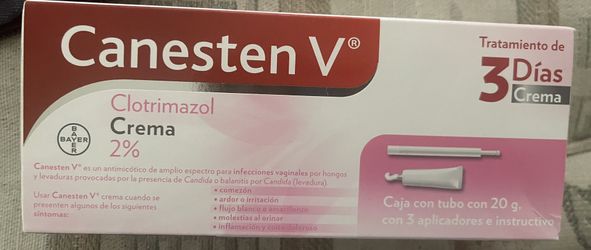 Canesten V®
Tratamiento de
3 Días
Crema
Clotrimazol
Crema
2%
BAYER
BAYER
Canesten V® es un antimicótico de amplio espectro para infecciones vaginales por hongos
y levaduras provocadas por la presencia de Candida o balanitis por Candida (levadura).
Usar Canesten V® crema cuando se
presenten algunos de los siguientes
síntomas:
• comezón
• ardor o irritación
• flujo blanco o amarillento
• molestias al orinar
• inflamación y
Caja con tubo con 20 g,
con 3 aplicadores e instructivo